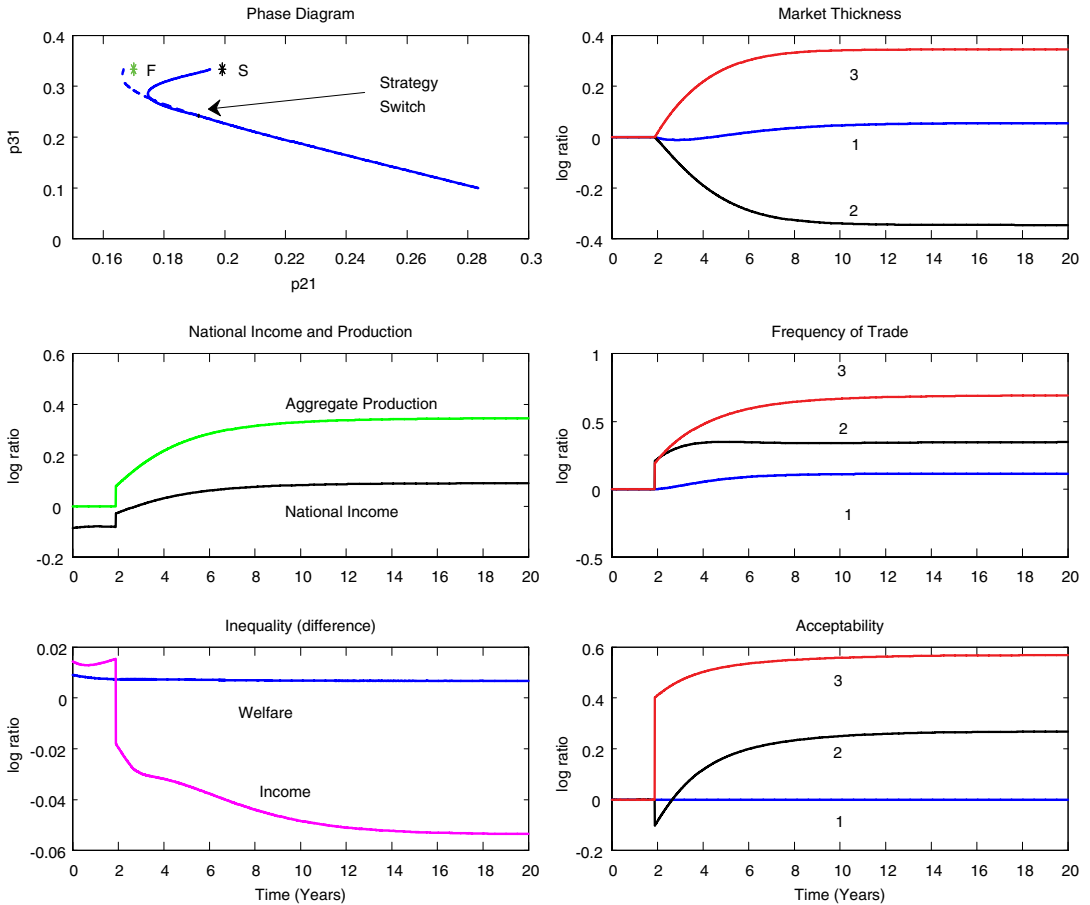 Phase Diagram
0.4
0.3
0.2
0.1
0
p31
F
S
Strategy
Switch
0.16
0.18
0.2
0.22
0.24
0.26
0.28
0.3
p21
Market Thickness
0.4
0.2
0
-0.2
-0.4
log ratio
3
1
2
0 2 4 6 8 10 12 14 16 18 20
National Income and Production
0.6
0.4
0.2
0
-0.2
log ratio
Aggregate Production
National Income
0 2 4 6 8 10 12 14 16 18 20
Frequency of Trade
1
0.5
0
-0.5
log ratio
3
2
1
0 2 4 6 8 10 12 14 16 18 20
Inequality (difference)
0.02
0
-0.02
-0.04
-0.06
log ratio
Welfare
Income
0 2 4 6 8 10 12 14 16 18 20
Time (Years)
Acceptability
0.6
0.4
0.2
0
-0.2
log ratio
3
2
1
0 2 4 6 8 10 12 14 16 18 20
Time (Years)